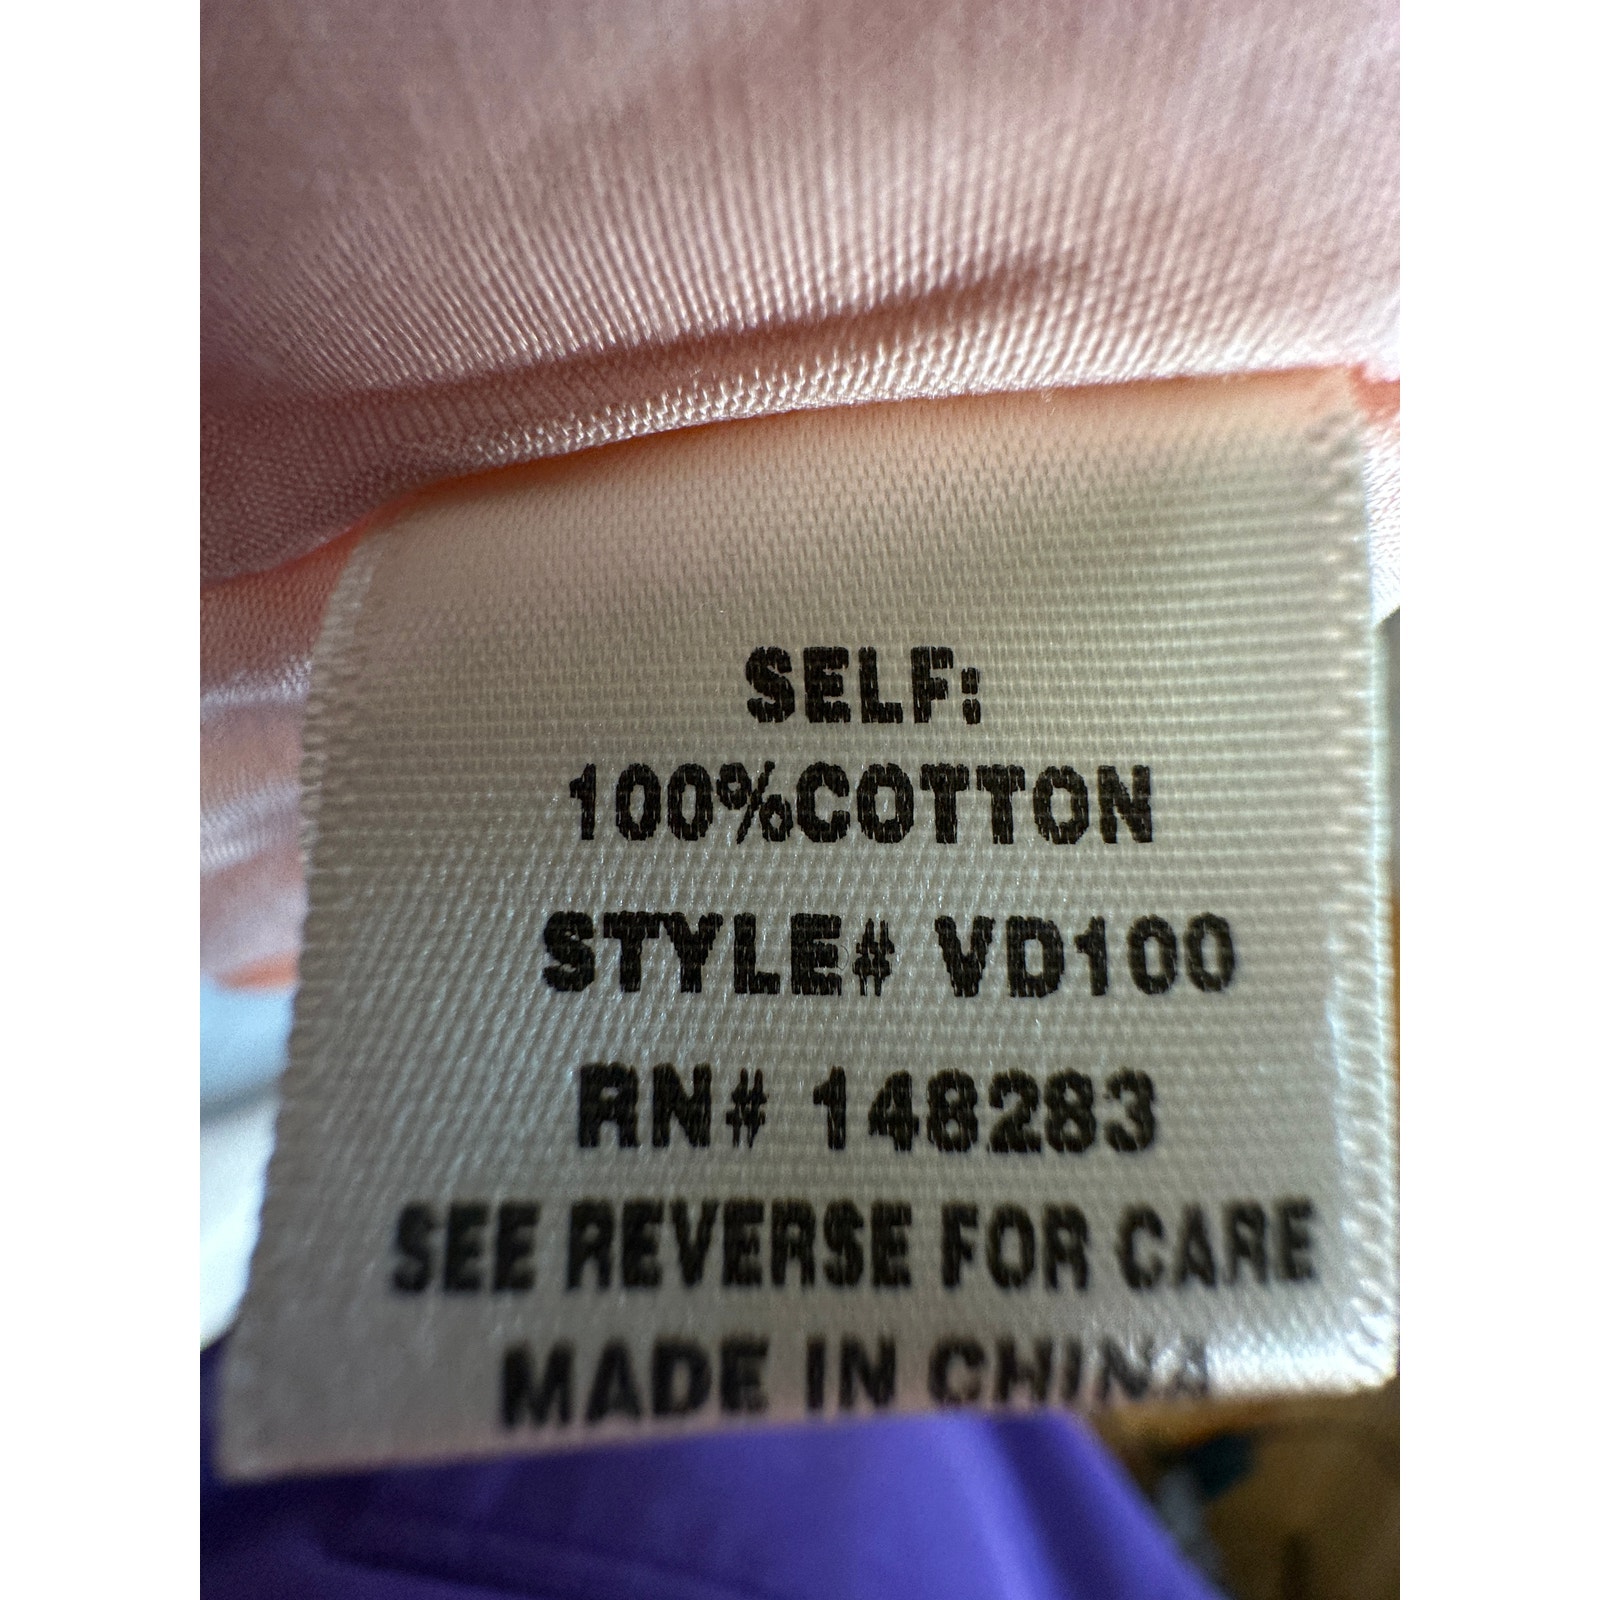 SELF:
100%COTTON
STYLE# VD100
RN# 148283
SEE REVERSE FOR CARE
MADE IN CHINA